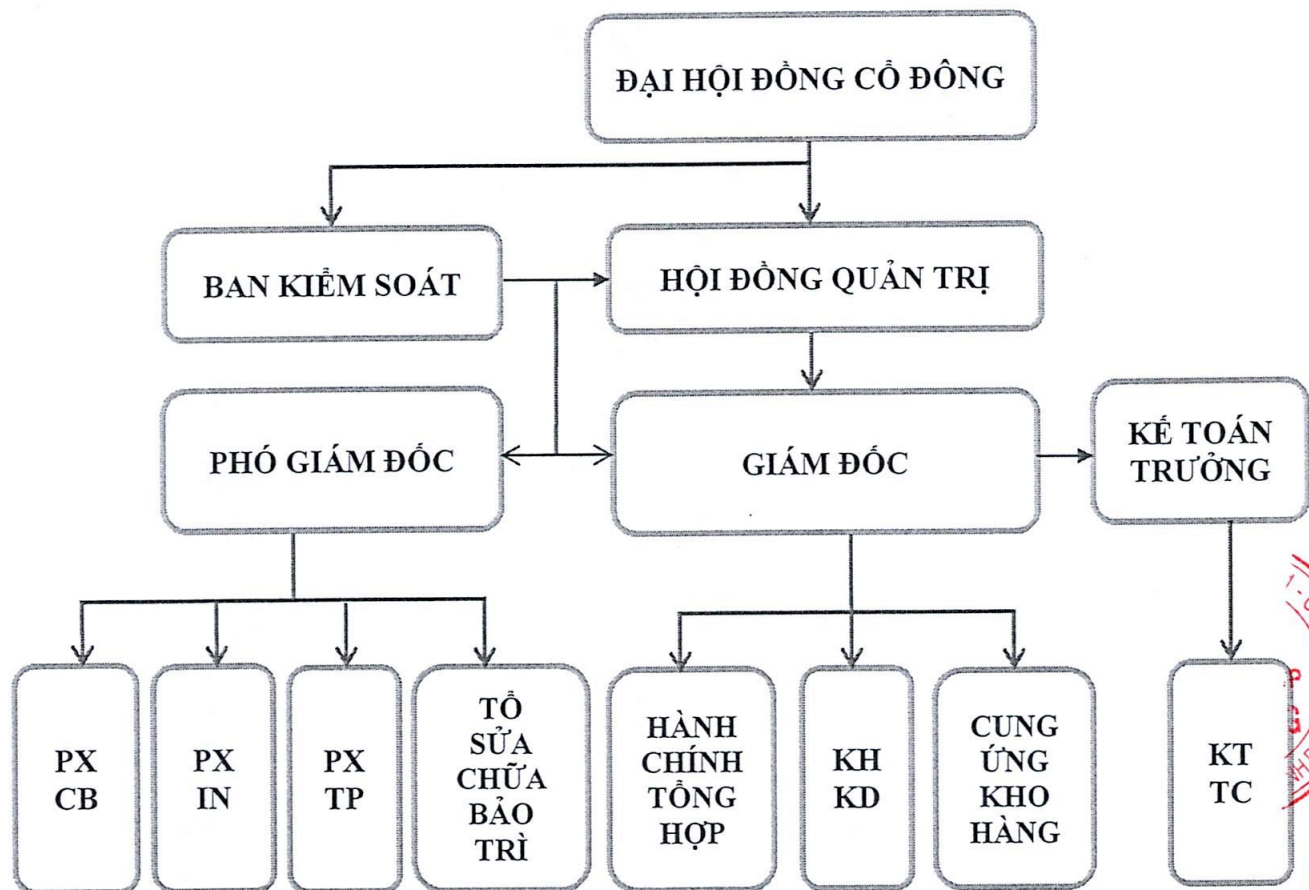 ĐẠI HỘI ĐỒNG CỔ ĐÔNG
BAN KIỂM SOÁT
HỘI ĐỒNG QUẢN TRỊ
PHÓ GIÁM ĐỐC
GIÁM ĐỐC
KẾ TOÁN
TRƯỞNG
PX
CB
PX
IN
PX
TP
TỔ
SỬA
CHỮA
BẢO
TRÌ
HÀNH
CHÍNH
TỔNG
HỢP
KH
KD
CUNG
ỨNG
KHO
HÀNG
KT
TC